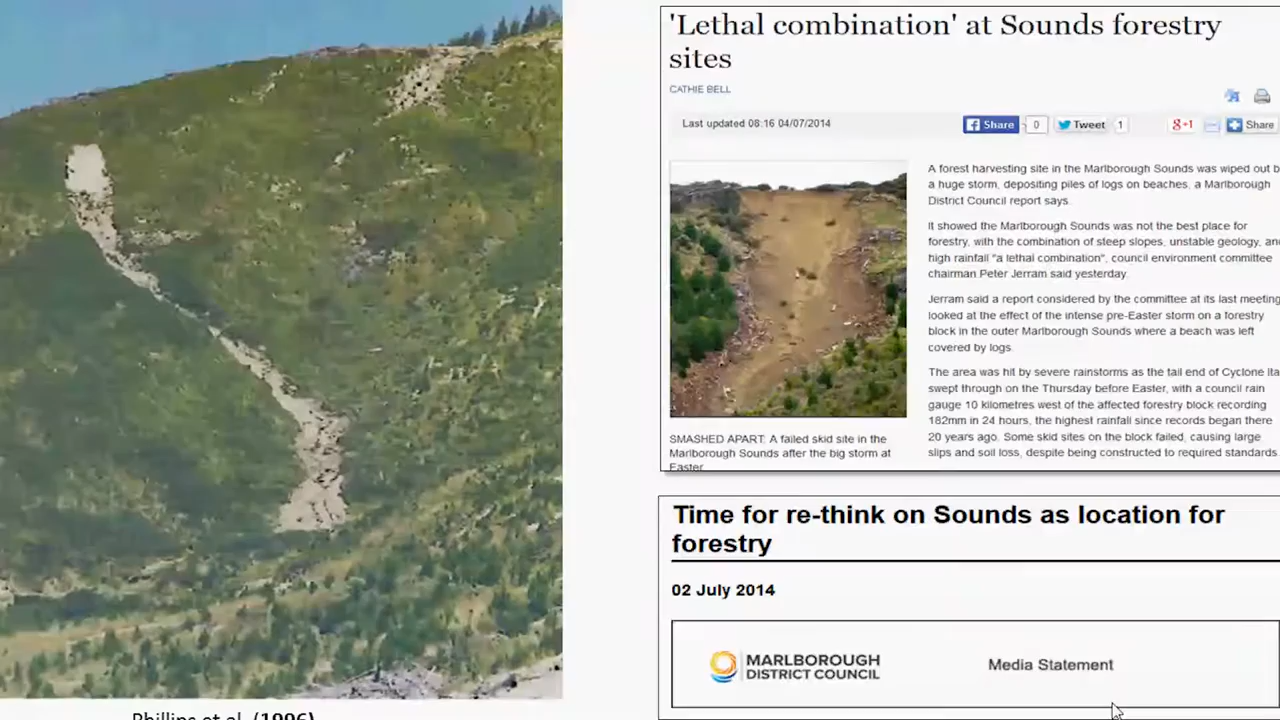 'Lethal combination' at Sounds forestry
sites
CATHIE BELL
Last updated 08:16 04/07/2014
Share 0 Tweet 1 +1 Share
A forest harvesting site in the Marlborough Sounds was wiped out
a huge storm, depositing piles of logs on beaches, a Marlborough
District Council report says.
It showed the Marlborough Sounds was not the best place for
forestry, with the combination of steep slopes, unstable geology, and
high rainfall "a lethal combination", council environment committee
chairman Peter Jerram said yesterday.
Jerram said a report considered by the committee at its last meeting
looked at the effect of the intense pre-Easter storm on a forestry
block in the outer Marlborough Sounds where a beach was left
covered by logs.
The area was hit by severe rainstorms as the tail end of Cyclone Ita
swept through on the Thursday before Easter, with a council rain
gauge 10 kilometres west of the affected forestry block recording
182mm in 24 hours, the highest rainfall since records began there
20 years ago. Some skid sites on the block failed, causing large
slips and soil loss, despite being constructed to required standards
SMASHED APART: A failed skid site in the
Marlborough Sounds after the big storm at
Easter
Time for re-think on Sounds as location for
forestry
02 July 2014
MARLBOROUGH
DISTRICT COUNCIL
Media Statement
Phillips et al. (1996)